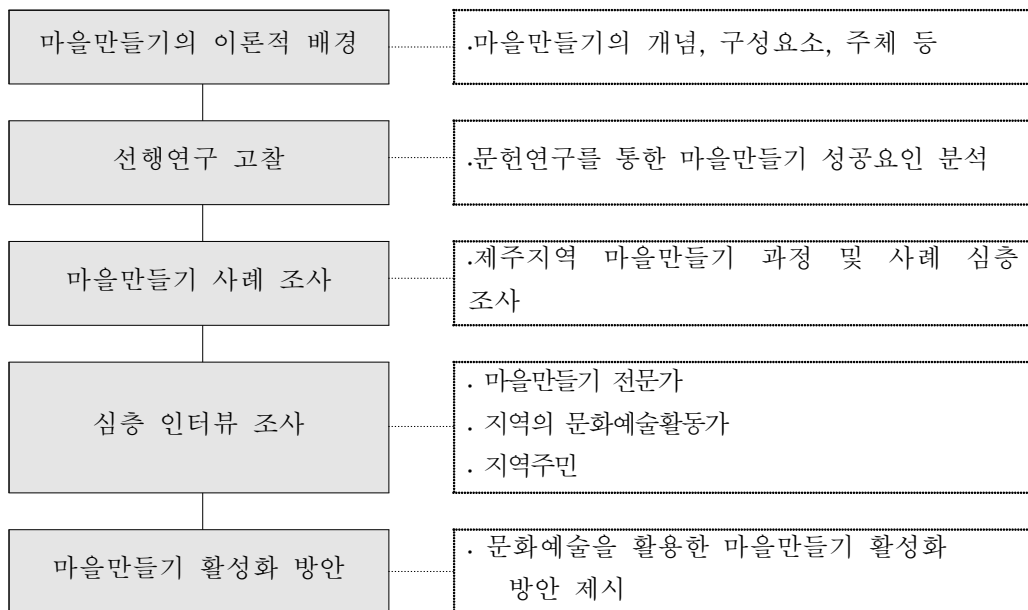 마을만들기의 이론적 배경
.마을만들기의 개념, 구성요소, 주체 등
선행연구 고찰
.문헌연구를 통한 마을만들기 성공요인 분석
마을만들기 사례 조사
.제주지역 마을만들기 과정 및 사례 심층
조사
심층 인터뷰 조사
. 마을만들기 전문가
. 지역의 문화예술활동가
. 지역주민
마을만들기 활성화 방안
. 문화예술을 활용한 마을만들기 활성화
방안 제시